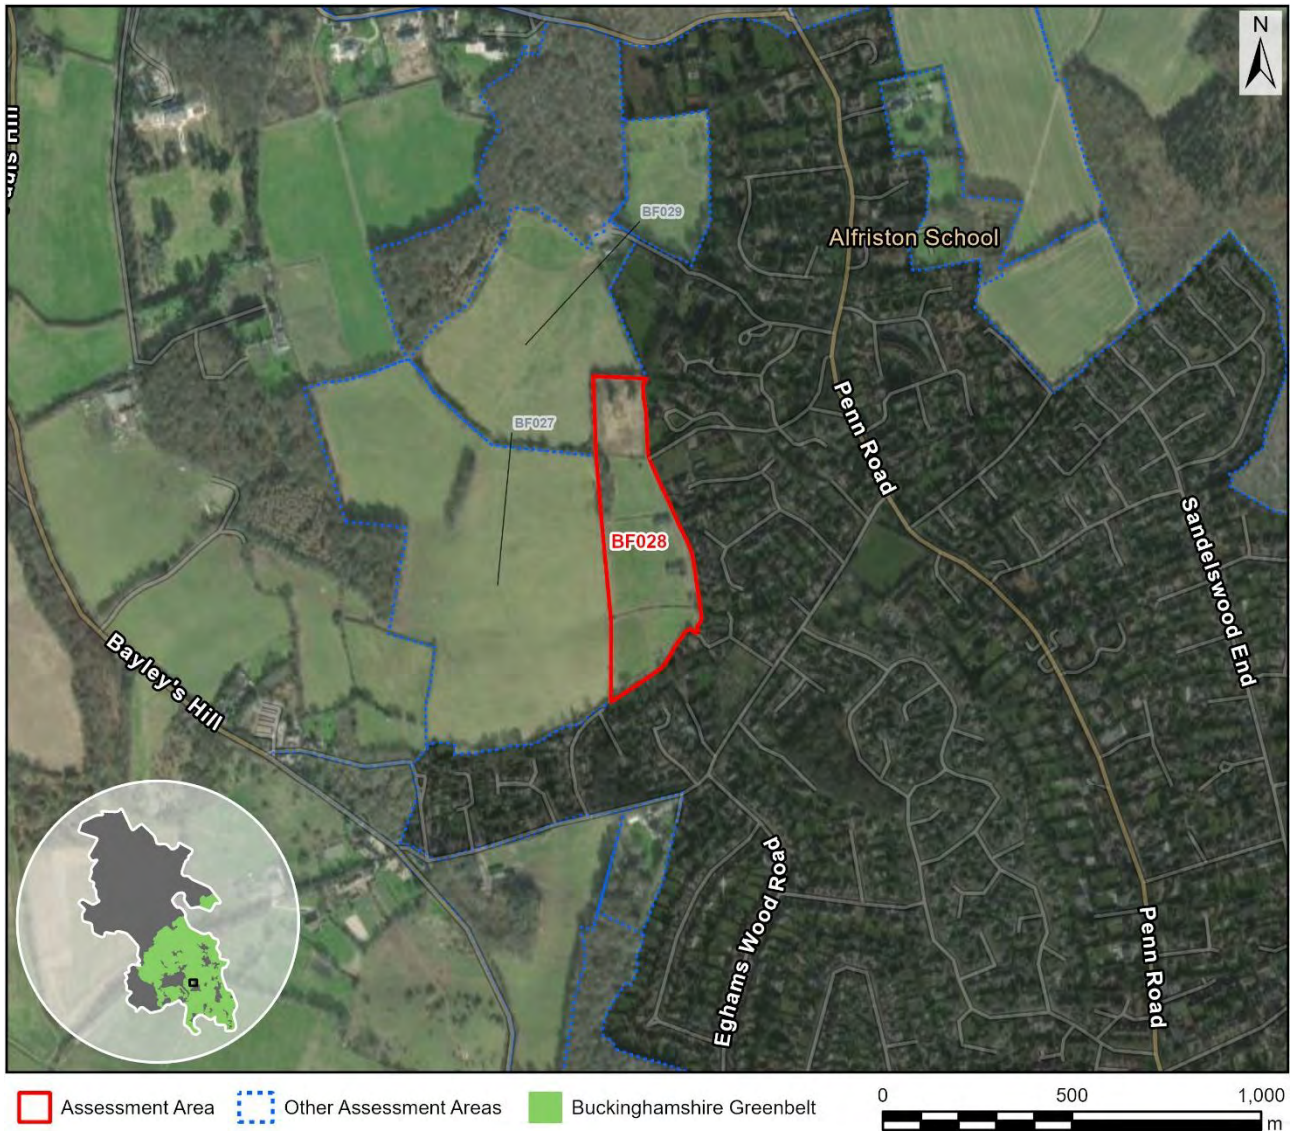 N
BF029
Alfriston School
Penn Road
BF027
BF028
Sandelswood End
Bayley's Hill
Eghams Wood Road
Penn Road
Assessment Area
Other Assessment Areas
Buckinghamshire Greenbelt
0 500 1,000
m